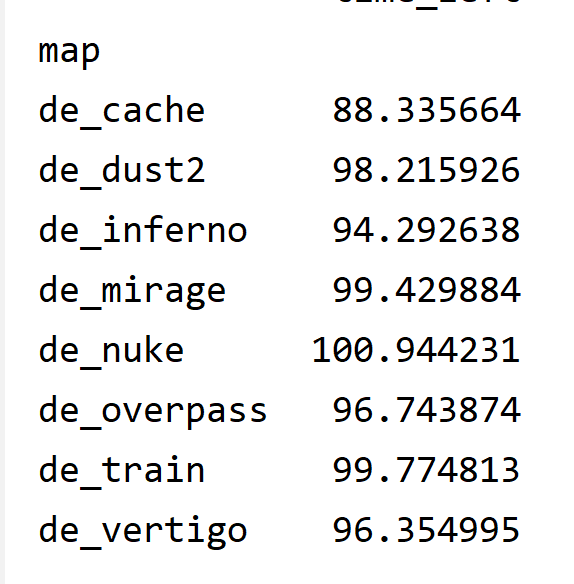 time_left
map
de_cache 88.335664
de_dust2 98.215926
de_inferno 94.292638
de_mirage 99.429884
de_nuke 100.944231
de_overpass 96.743874
de_train 99.774813
de_vertigo 96.354995